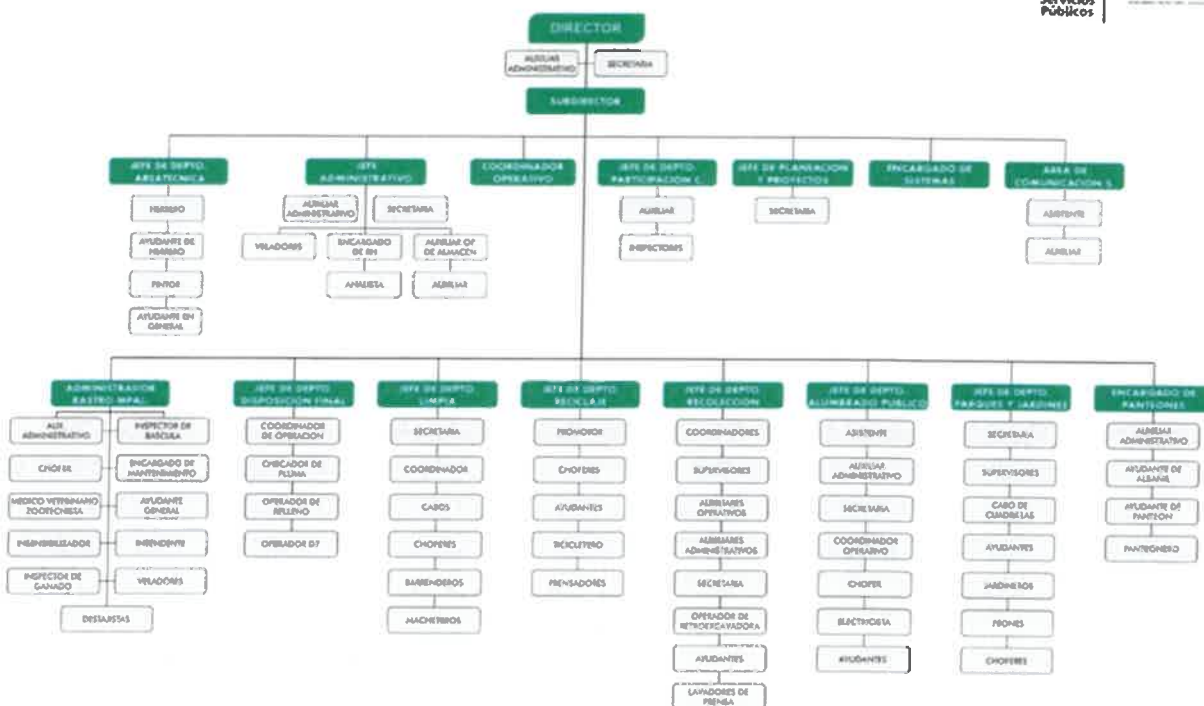 Servicios
Públicos
DIRECTOR
AUXILIAR
ADMINISTRATIVO
SECRETARIA
SUBDIRECTOR
JEFE DE DEPTO.
AREATECNICA
HERRERO
AYUDANTE DE
HERRERO
PINTOR
AYUDANTE EN
GENERAL
JEFE
ADMINISTRATIVO
AUXILIAR
ADMINISTRATIVO
SECRETARIA
VELADORES
ENCARGADO
DE RH
AUXILIAR OP
DE ALMACEN
ANALISTA
AUXILIAR
COORDINADOR
OPERATIVO
JEFE DE DEPTO.
PARTICIPACION C.
AUXILIAR
INSPECTORES
JEFE DE PLANEACION
Y PROYECTOS
SECRETARIA
ENCARGADO DE
SISTEMAS
AREA DE
COMUNICACION S.
ASISTENTE
AUXILIAR
ADMINISTRADOR
RASTRO MPAL.
AUX.
ADMINISTRATIVO
INSPECTOR DE
BASCULA
CHOFER
ENCARGADO DE
MANTENIMIENTO
MEDICO VETERINARIO
ZOOTECNISTA
AYUDANTE
GENERAL
INSENSIBILIZADOR
INTENDENTE
INSPECTOR DE
GANADO
VELADORES
DESTAJISTAS
JEFE DE DEPTO.
DISPOSICION FINAL
COORDINADOR
DE OPERACION
CHECADOR DE
PLUMA
OPERADOR DE
RELLENO
OPERADOR D7
JEFE DE DEPTO.
LIMPIA
SECRETARIA
COORDINADOR
CABOS
CHOFERES
BARRENDEROS
MACHETEROS
JEFE DE DEPTO.
RECICLAJE
PROMOTOR
CHOFERES
AYUDANTES
TRICICLETERO
PRENSADORES
JEFE DE DEPTO.
RECOLECCION
COORDINADORES
SUPERVISORES
AUXILIARES
OPERATIVOS
AUXILIARES
ADMINISTRATIVOS
SECRETARIA
OPERADOR DE
RETROEXCAVADORA
AYUDANTES
LAVADORES DE
PRENSA
JEFE DE DEPTO.
ALUMBRADO PUBLICO
ASISTENTE
AUXILIAR
ADMINISTRATIVO
SECRETARIA
COORDINADOR
OPERATIVO
CHOFER
ELECTRICISTA
AYUDANTES
JEFE DE DEPTO.
PARQUES Y JARDINES
SECRETARIA
SUPERVISORES
CABO DE
CUADRILLAS
AYUDANTES
JARDINEROS
PEONES
CHOFERES
ENCARGADO DE
PANTEONES
AUXILIAR
ADMINISTRATIVO
AYUDANTE DE
ALBAÑIL
AYUDANTE DE
PANTEON
PANTEONERO